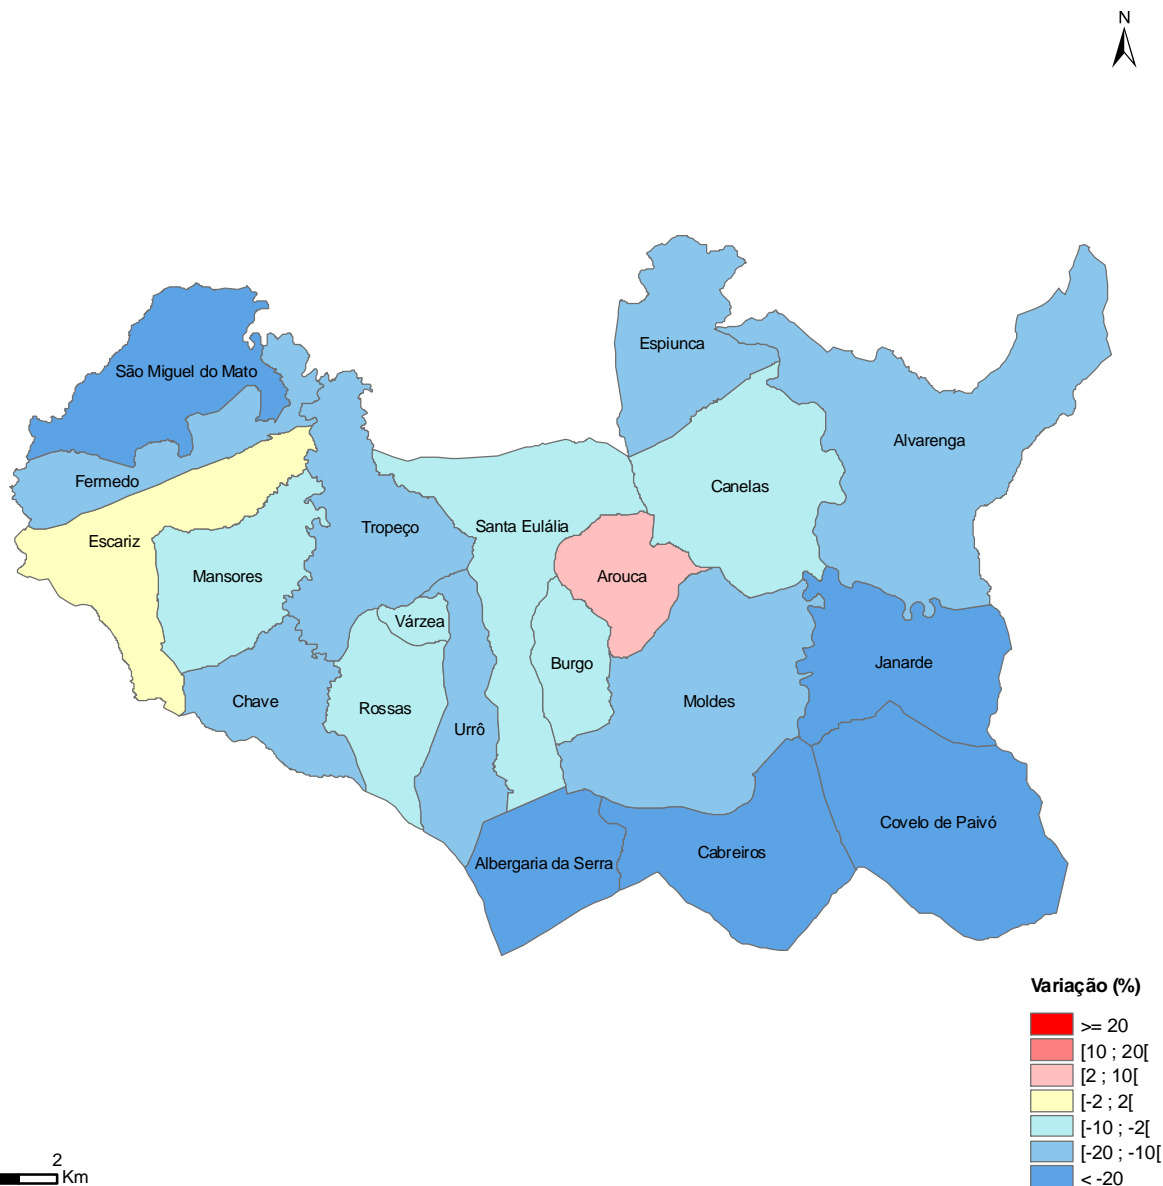 N
Espiunca
São Miguel do Mato
Alvarenga
Fermedo
Canelas
Tropeço
Santa Eulália
Escariz
Mansores
Arouca
Várzea
Burgo
Janarde
Chave
Rossas
Moldes
Urrô
Covelo de Paivó
Cabreiros
Albergaria da Serra
Variação (%)
>= 20
[10 ; 20[
[2 ; 10[
[-2 ; 2[
[-10 ; -2[
[-20 ; -10[
< -20
2
Km